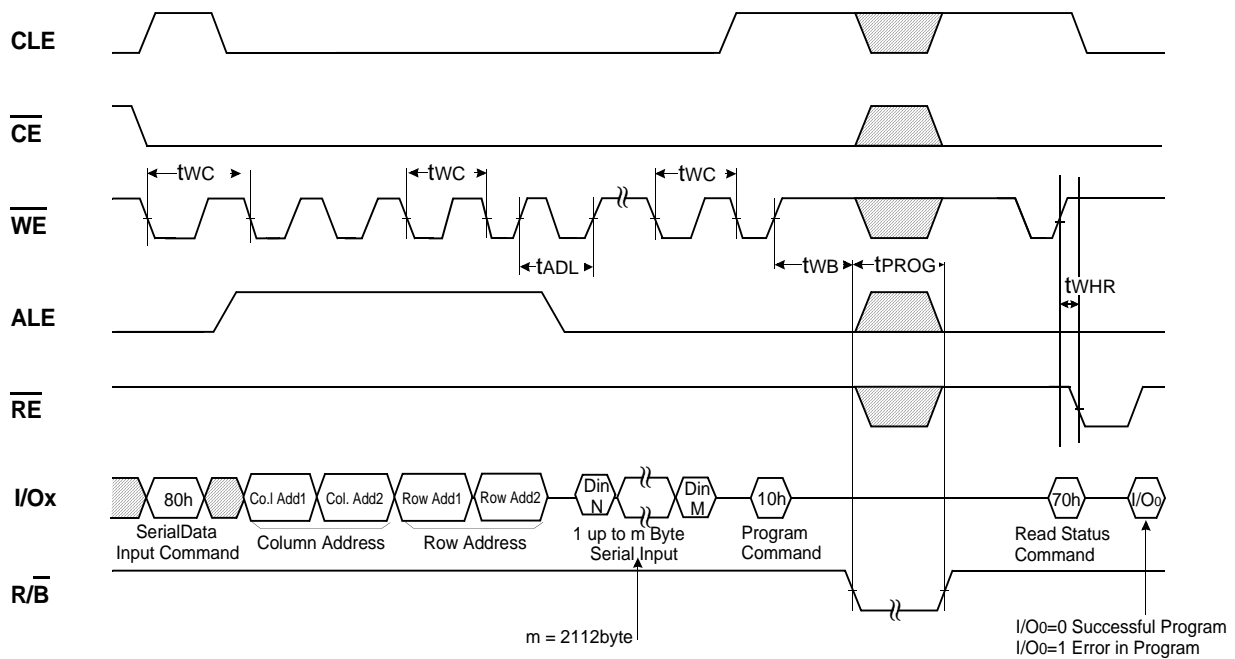 CLE
CE
tWC
tWC
tWC
WE
tADL
tWB
tPROG
tWHR
ALE
RE
I/Ox
80h
Co.l Add1
Col. Add2
Row Add1
Row Add2
Din
N
Din
M
10h
70h
I/O0
SerialData
Input Command
Column Address
Row Address
1 up to m Byte
Serial Input
Program
Command
Read Status
Command
R/B
m = 2112byte
I/O0=0 Successful Program
I/O0=1 Error in Program